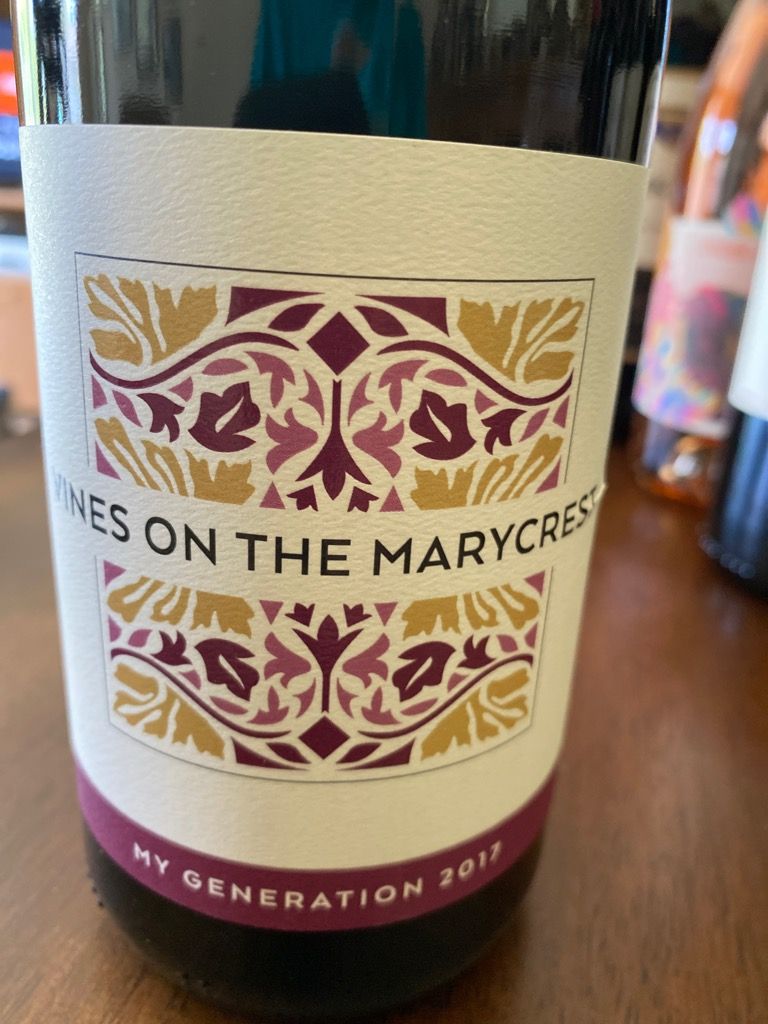 VINES ON THE MARYCREST
MY GENERATION 2017